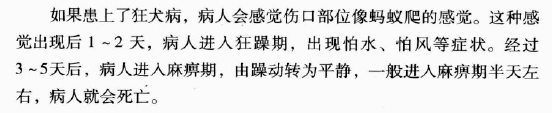 如果患上了狂犬病，病人会感觉伤口部位像蚂蚁爬的感觉。这种感
觉出现后1~2天，病人进入狂躁期，出现怕水、怕风等症状。经过
3~5天后，病人进入麻痹期，由躁动转为平静，一般进入麻痹期半天左
右，病人就会死亡。